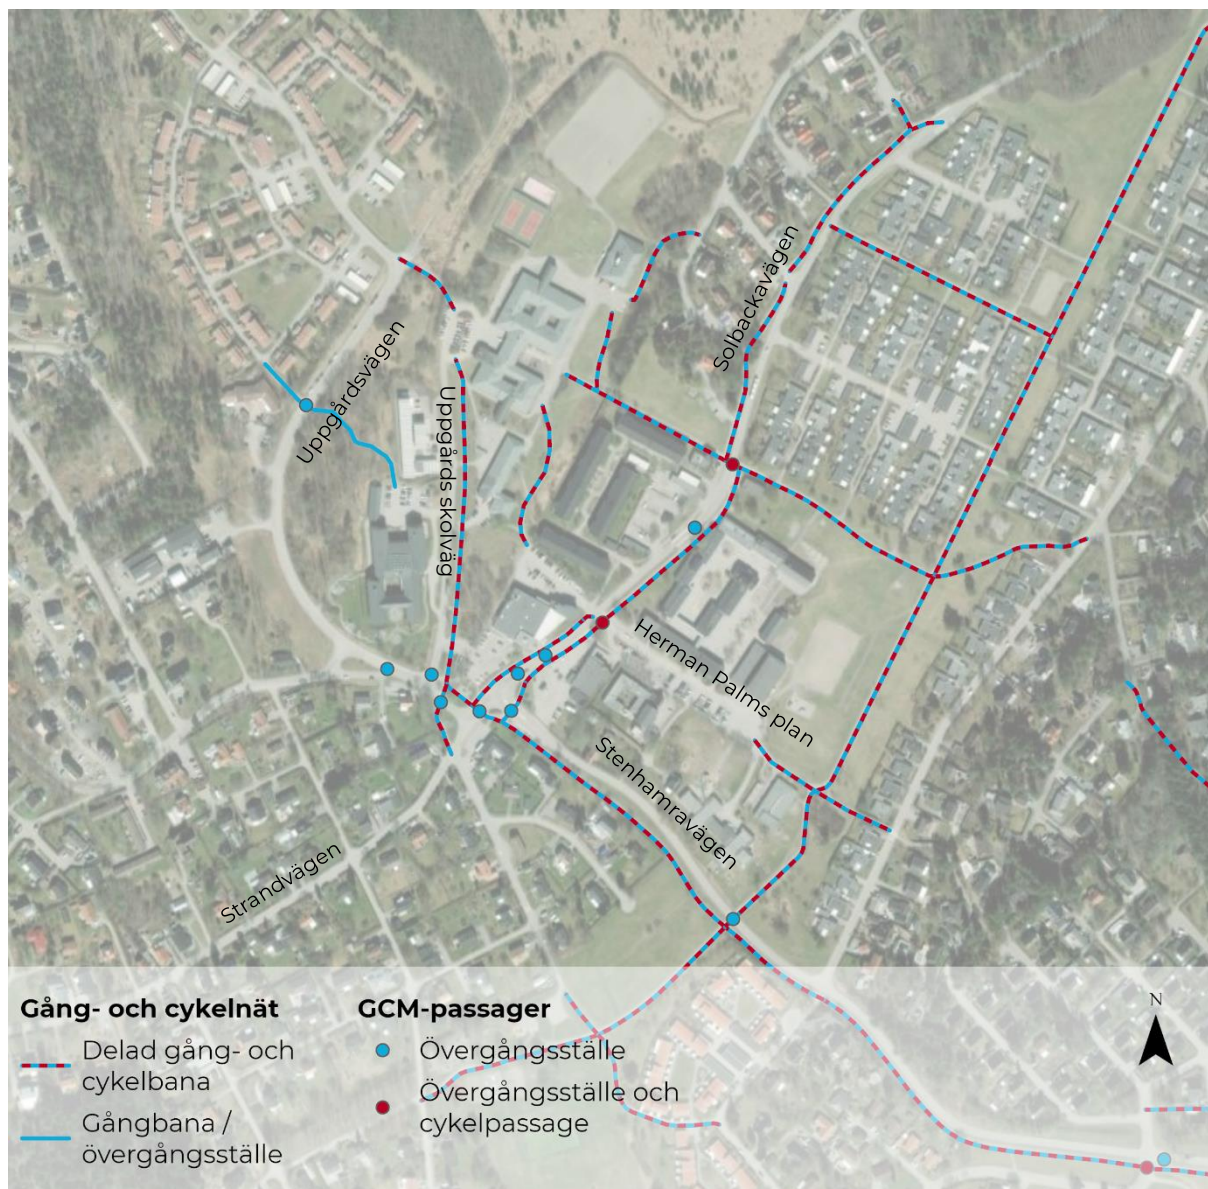 Solbackavägen
Uppgårdsvägen
Uppgårds skolväg
Herman Palms plan
Stenhamravägen
Strandvägen
Gång- och cykelnät
Delad gång- och
cykelbana
Gångbana /
övergångsställe
GCM-passager
Övergångsställe
Övergångsställe och
cykelpassage
N